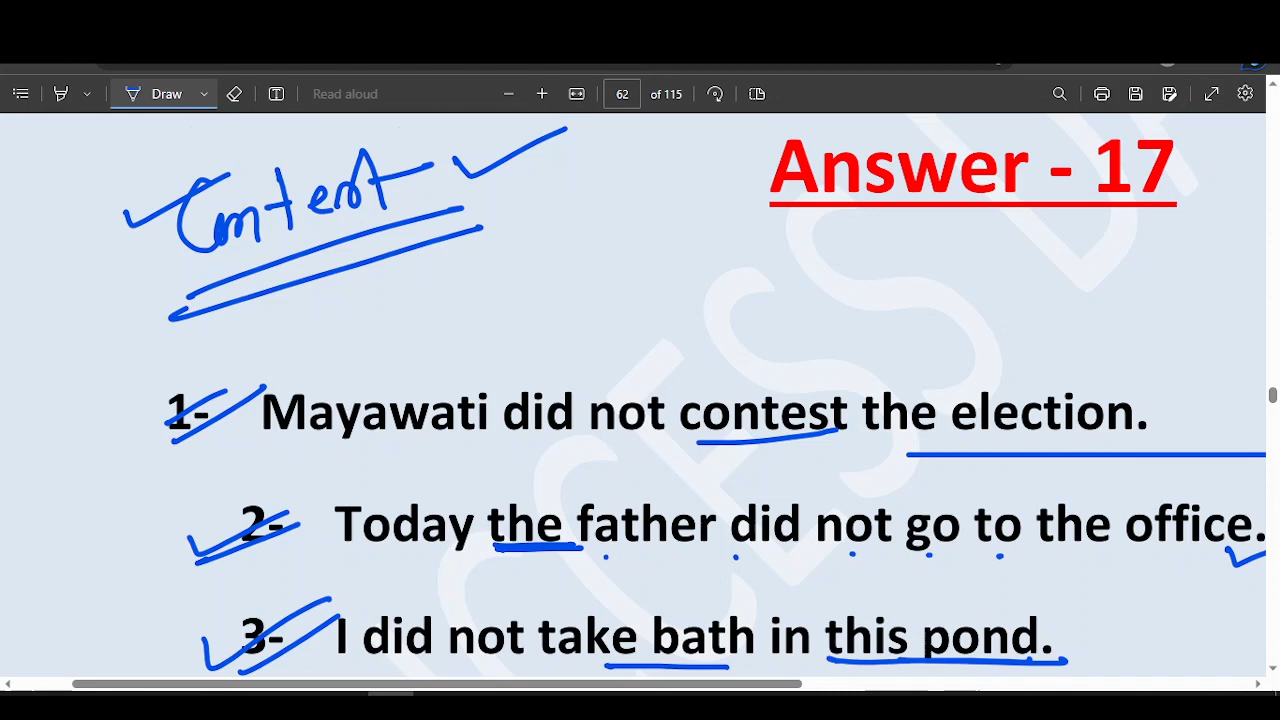 Draw
Read aloud
62 of 115
Answer - 17
Content
1- Mayawati did not contest the election.
2- Today the father did not go to the office.
3- I did not take bath in this pond.